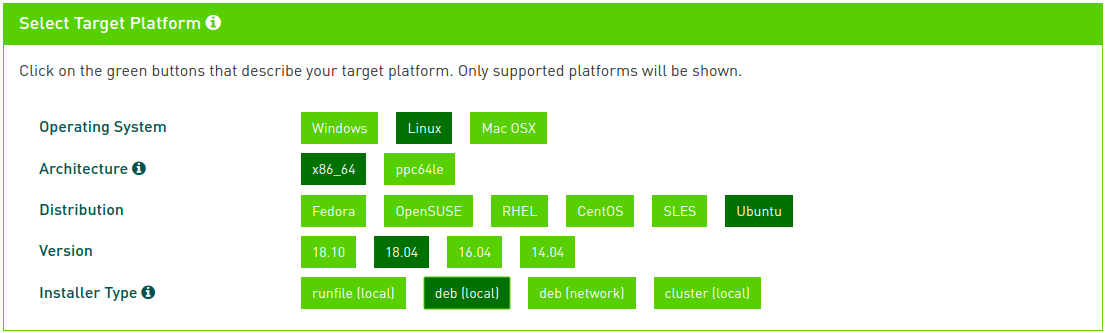 Select Target Platform
Click on the green buttons that describe your target platform. Only supported platforms will be shown.
Operating System Windows Linux Mac OSX
Architecture x86_64 ppc64le
Distribution Fedora OpenSUSE RHEL CentOS SLES Ubuntu
Version 18.10 18.04 16.04 14.04
Installer Type runfile (local) deb (local) deb (network) cluster (local)